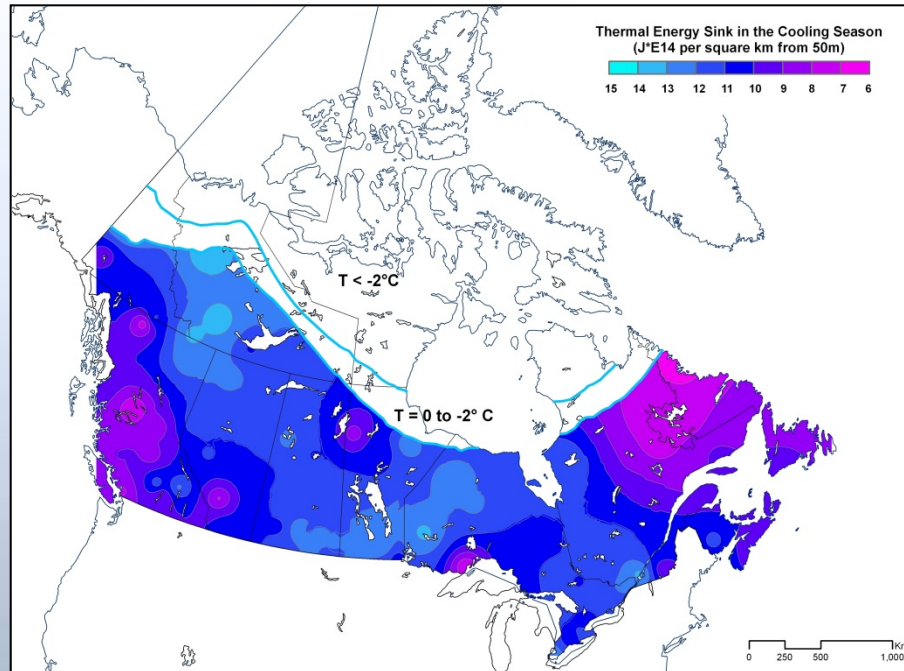 Thermal Energy Sink in the Cooling Season
(J*E14 per square km from 50m)
15 14 13 12 11 10 9 8 7 6
T < -2°C
T = 0 to -2° C
0 250 500 1,000
Km